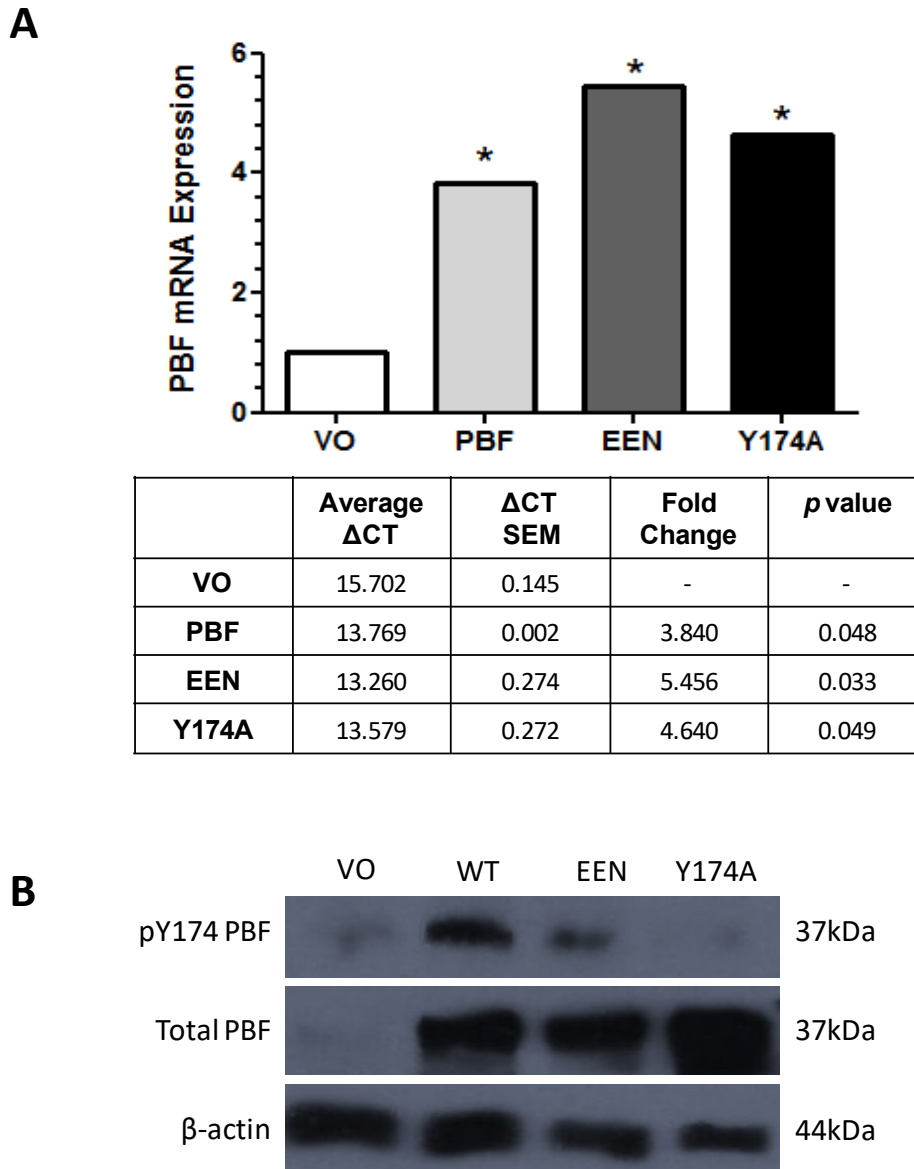 A
PBF mRNA Expression
6
4
2
0
* * *
VO PBF EEN Y174A
Average ΔCT ΔCT SEM Fold Change p value
VO 15.702 0.145 - -
PBF 13.769 0.002 3.840 0.048
EEN 13.260 0.274 5.456 0.033
Y174A 13.579 0.272 4.640 0.049
B
VO WT EEN Y174A
pY174 PBF 37kDa
Total PBF 37kDa
β-actin 44kDa